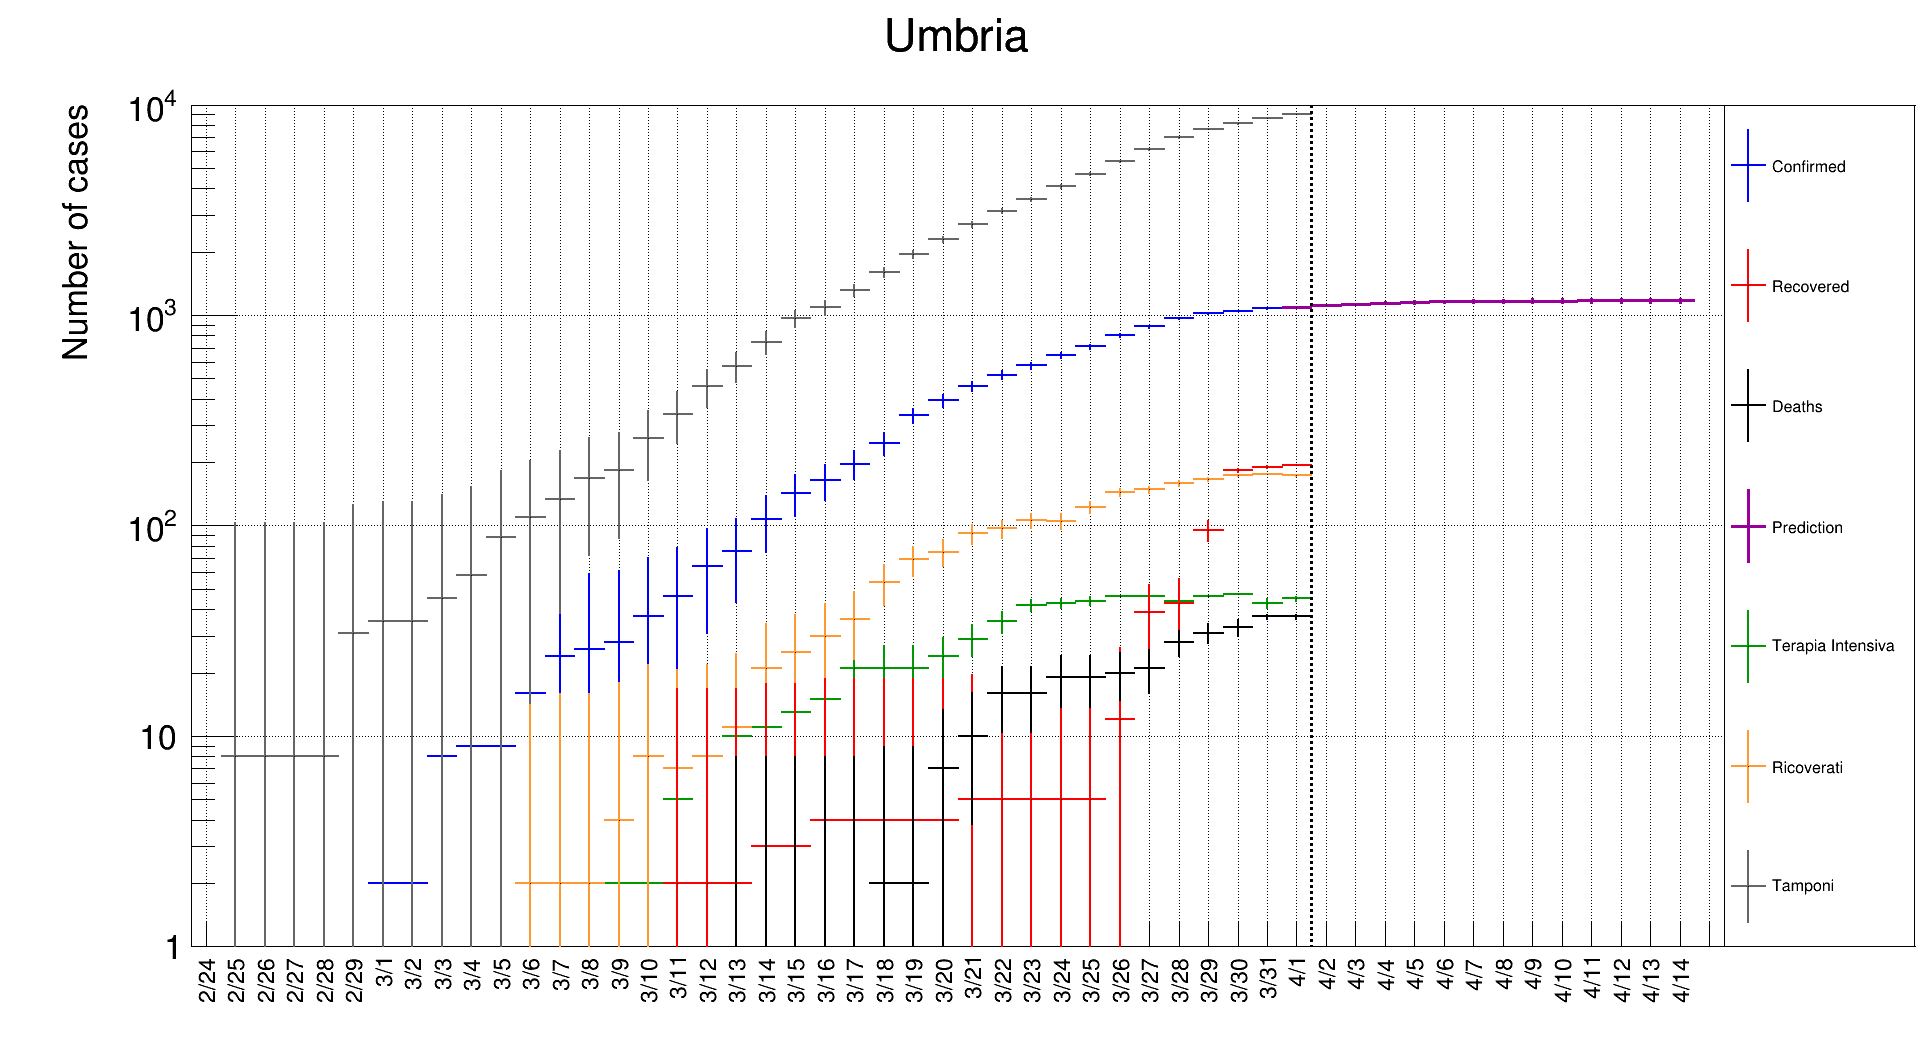 Umbria
Number of cases
10^4
10^3
10^2
10
1
2/24 2/25 2/26 2/27 2/28 2/29 3/1 3/2 3/3 3/4 3/5 3/6 3/7 3/8 3/9 3/10 3/11 3/12 3/13 3/14 3/15 3/16 3/17 3/18 3/19 3/20 3/21 3/22 3/23 3/24 3/25 3/26 3/27 3/28 3/29 3/30 3/31 4/1 4/2 4/3 4/4 4/5 4/6 4/7 4/8 4/9 4/10 4/11 4/12 4/13 4/14
Confirmed
Recovered
Deaths
Prediction
Terapia Intensiva
Ricoverati
Tamponi